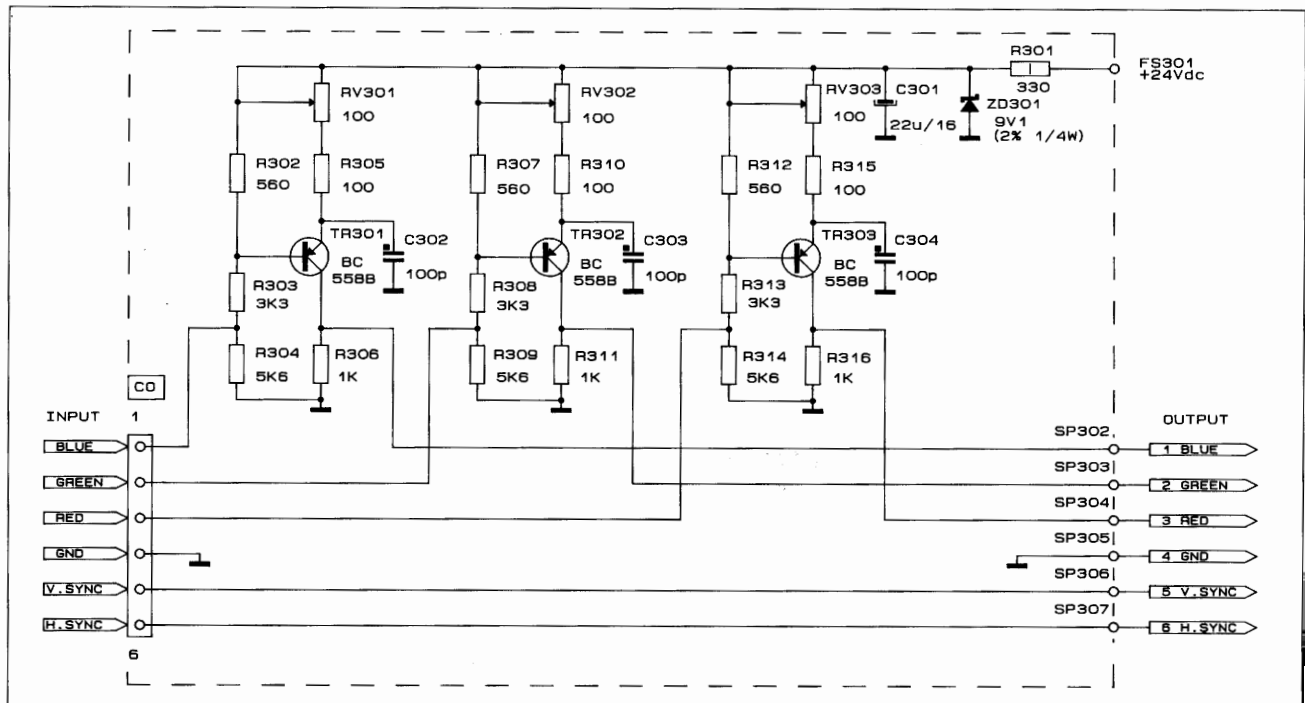 R301
FS301
+24Vdc
330
RV301
100
RV302
100
RV303
100
C301
22u/16
ZD301
9V1
(2% 1/4W)
R302
560
R305
100
R307
560
R310
100
R312
560
R315
100
TR301
BC
558B
C302
100p
TR302
BC
558B
C303
100p
TR303
BC
558B
C304
100p
R303
3K3
R308
3K3
R313
3K3
R304
5K6
R306
1K
R309
5K6
R311
1K
R314
5K6
R316
1K
CO
INPUT
1
OUTPUT
BLUE
SP302
1 BLUE
GREEN
SP303
2 GREEN
RED
SP304
3 RED
GND
SP305
4 GND
V.SYNC
SP306
5 V.SYNC
H.SYNC
SP307
6 H.SYNC
6